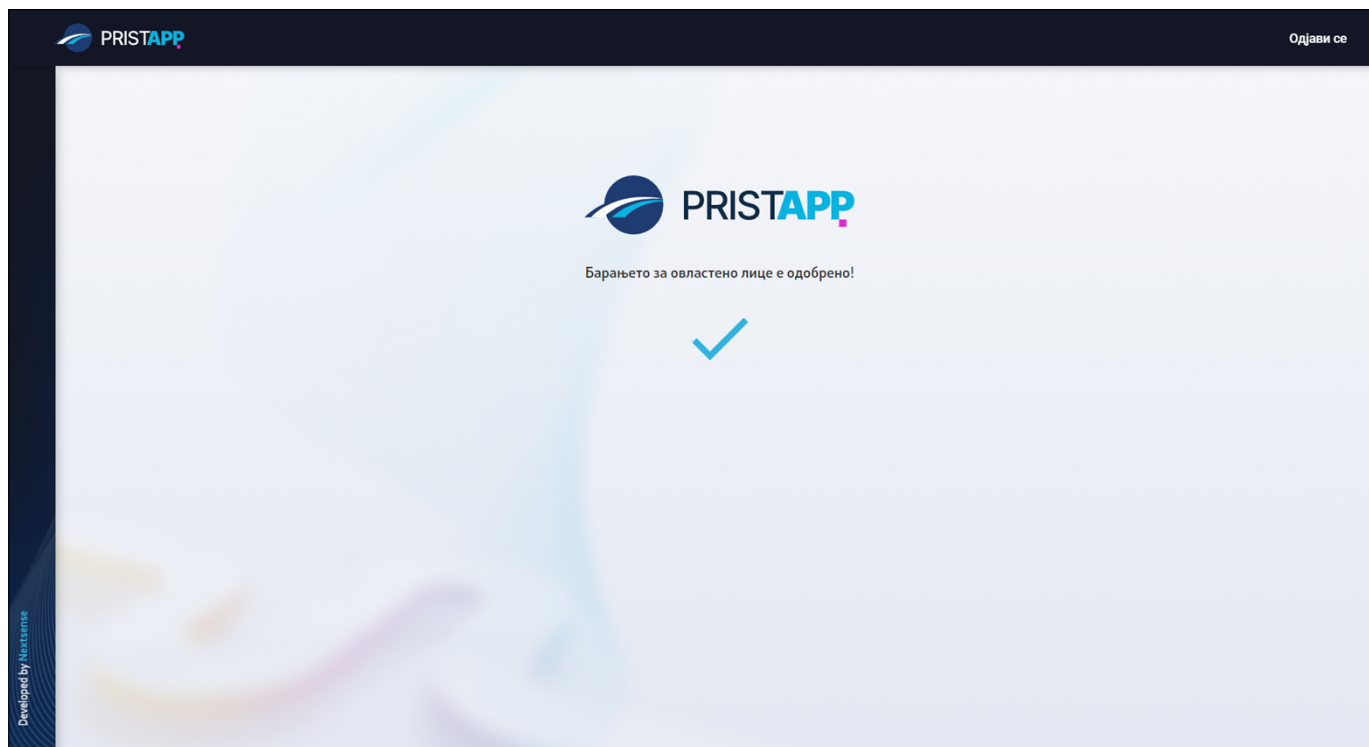 PRISTAPP
Одјави се
PRISTAPP
Барањето за овластено лице е одобрено!
Developed by Nextsense